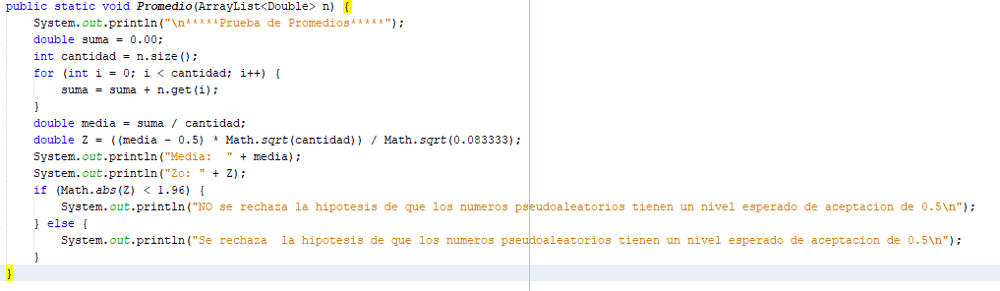 public static void Promedio(ArrayList<Double> n) {
System.out.println("\n*****Prueba de Promedios*****");
double suma = 0.00;
int cantidad = n.size();
for (int i = 0; i < cantidad; i++) {
suma = suma + n.get(i);
}
double media = suma / cantidad;
double Z = ((media - 0.5) * Math.sqrt(cantidad)) / Math.sqrt(0.083333);
System.out.println("Media:  " + media);
System.out.println("Zo: " + Z);
if (Math.abs(Z) < 1.96) {
System.out.println("NO se rechaza la hipotesis de que los numeros pseudoaleatorios tienen un nivel esperado de aceptacion de 0.5\n");
} else {
System.out.println("Se rechaza  la hipotesis de que los numeros pseudoaleatorios tienen un nivel esperado de aceptacion de 0.5\n");
}
}